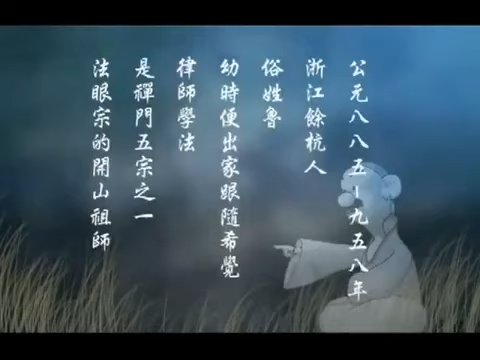 公元八八五-九五八年
浙江餘杭人
俗姓魯
幼時便出家跟隨希覺
律師學法
是禪門五宗之一
法眼宗的開山祖師